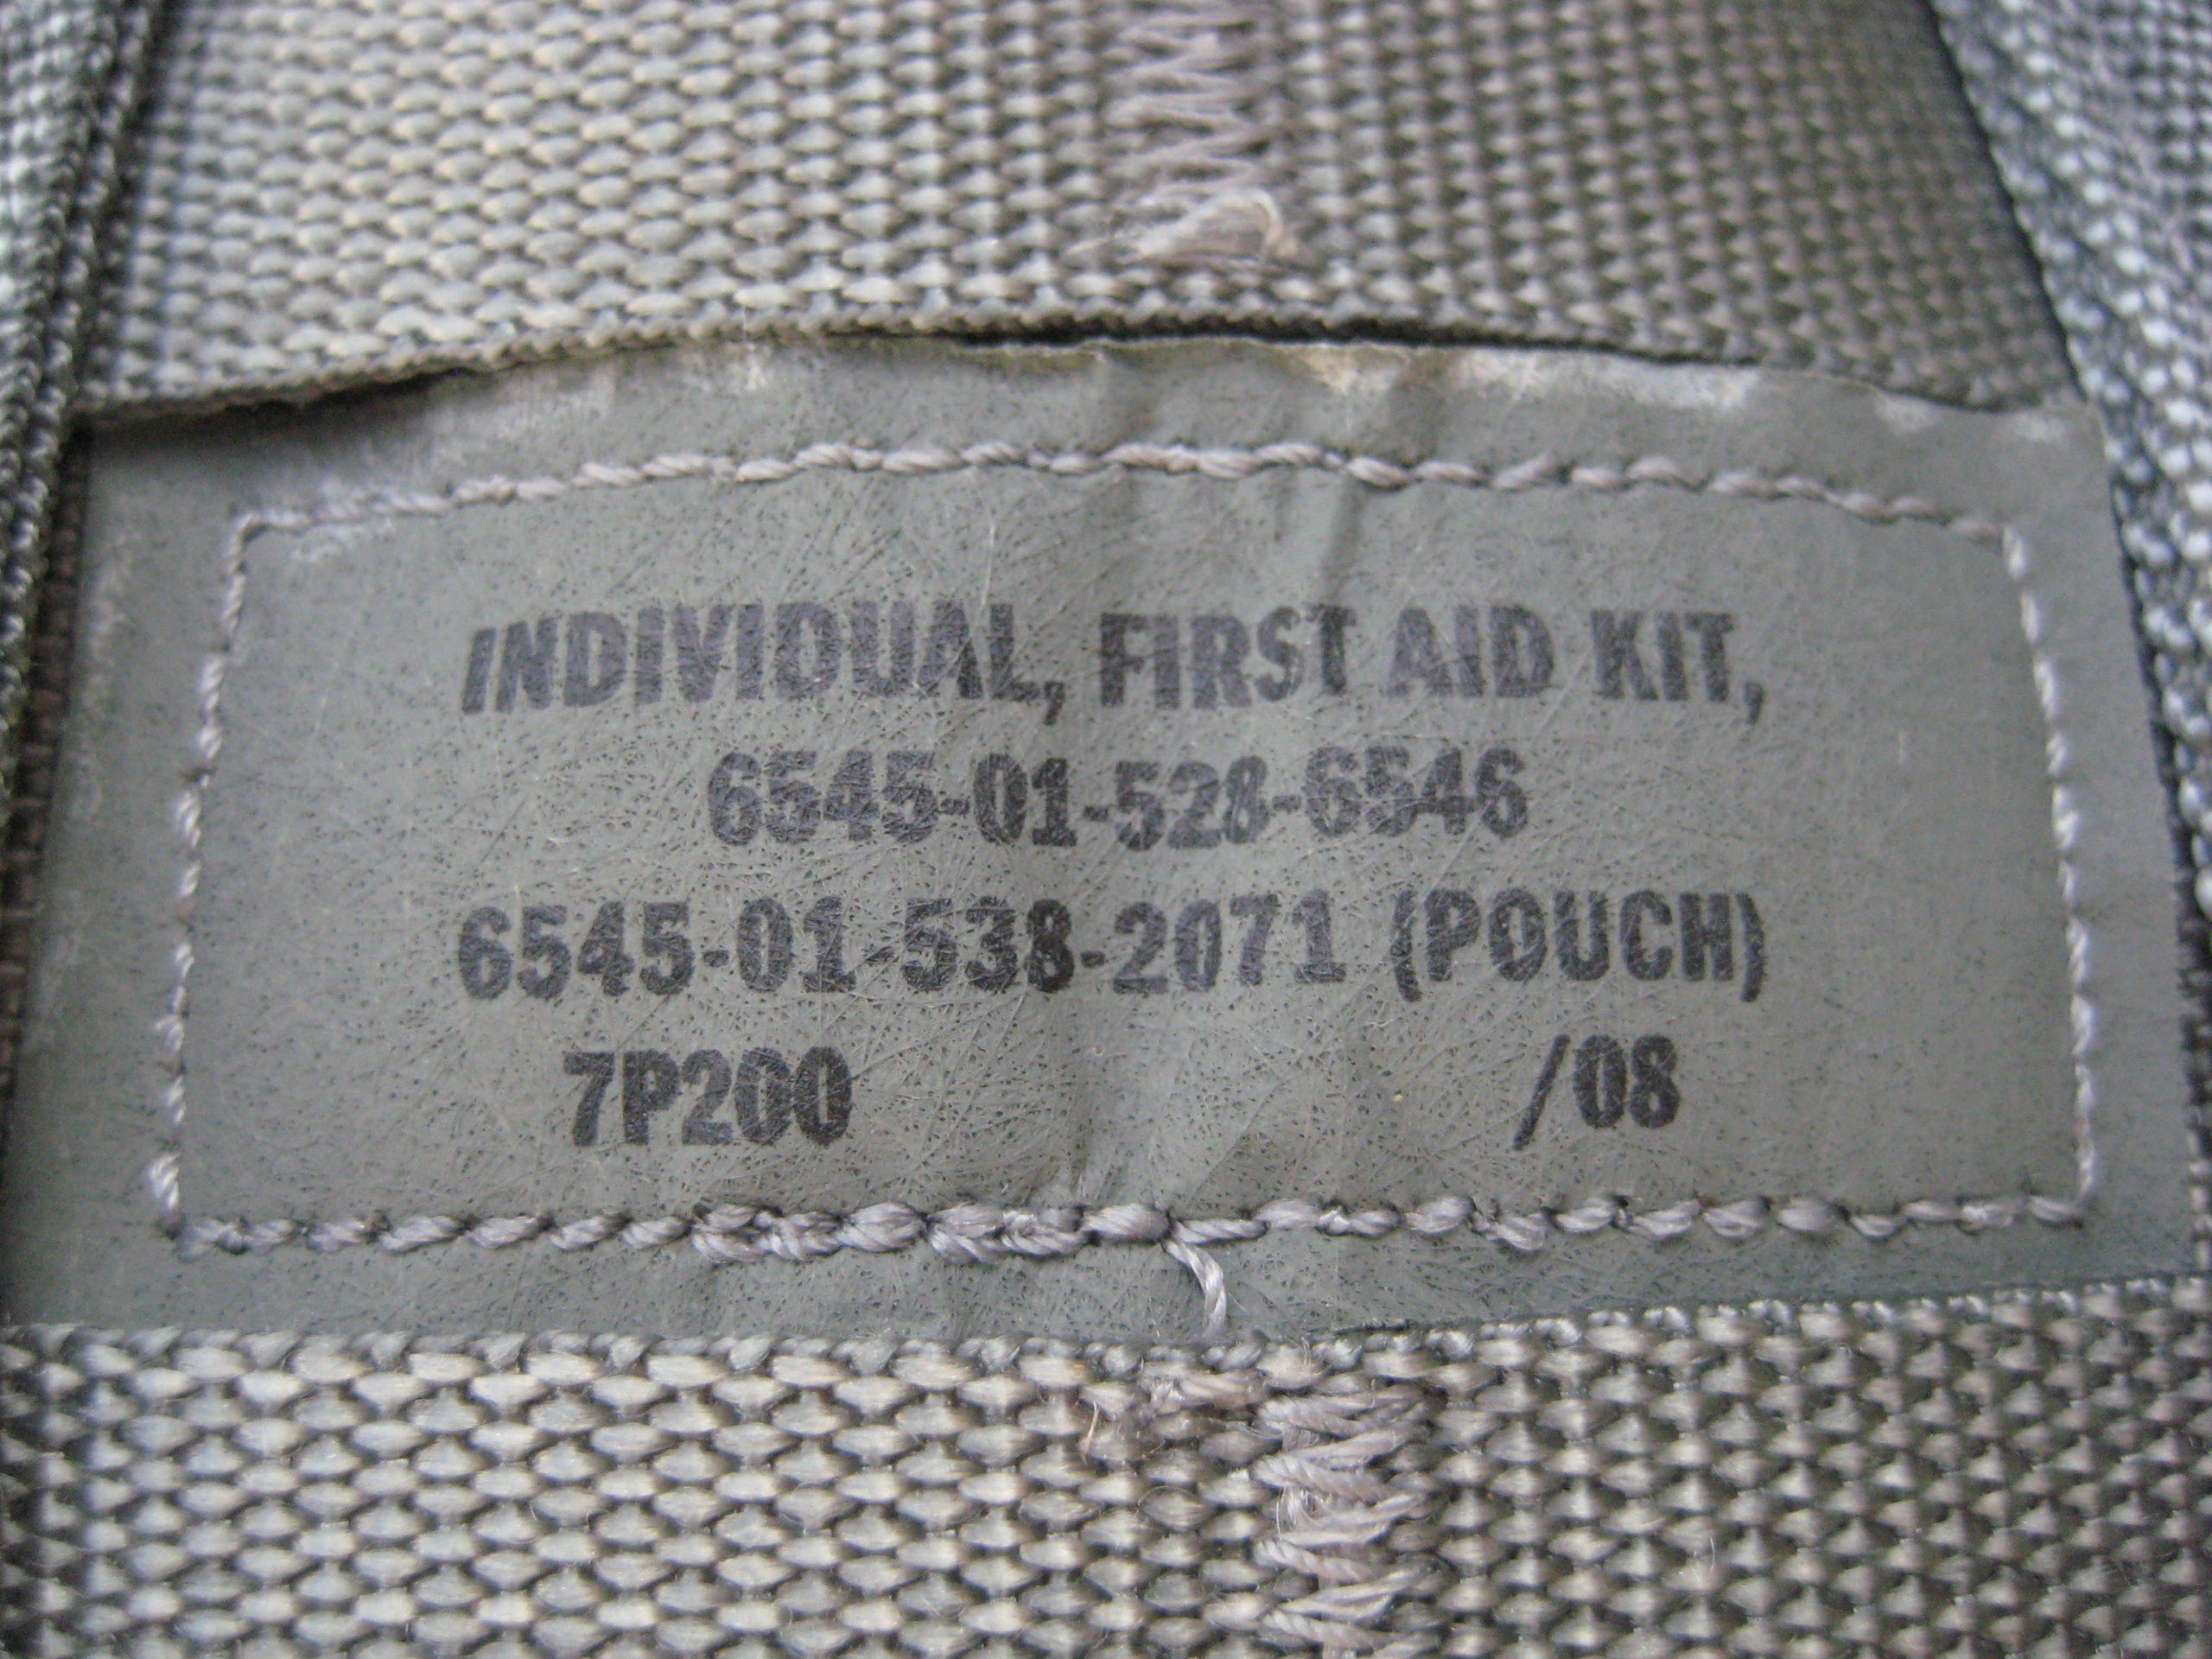 INDIVIDUAL, FIRST AID KIT,
6545-01-528-6546
6545-01-538-2071 (POUCH)
7P200 /08